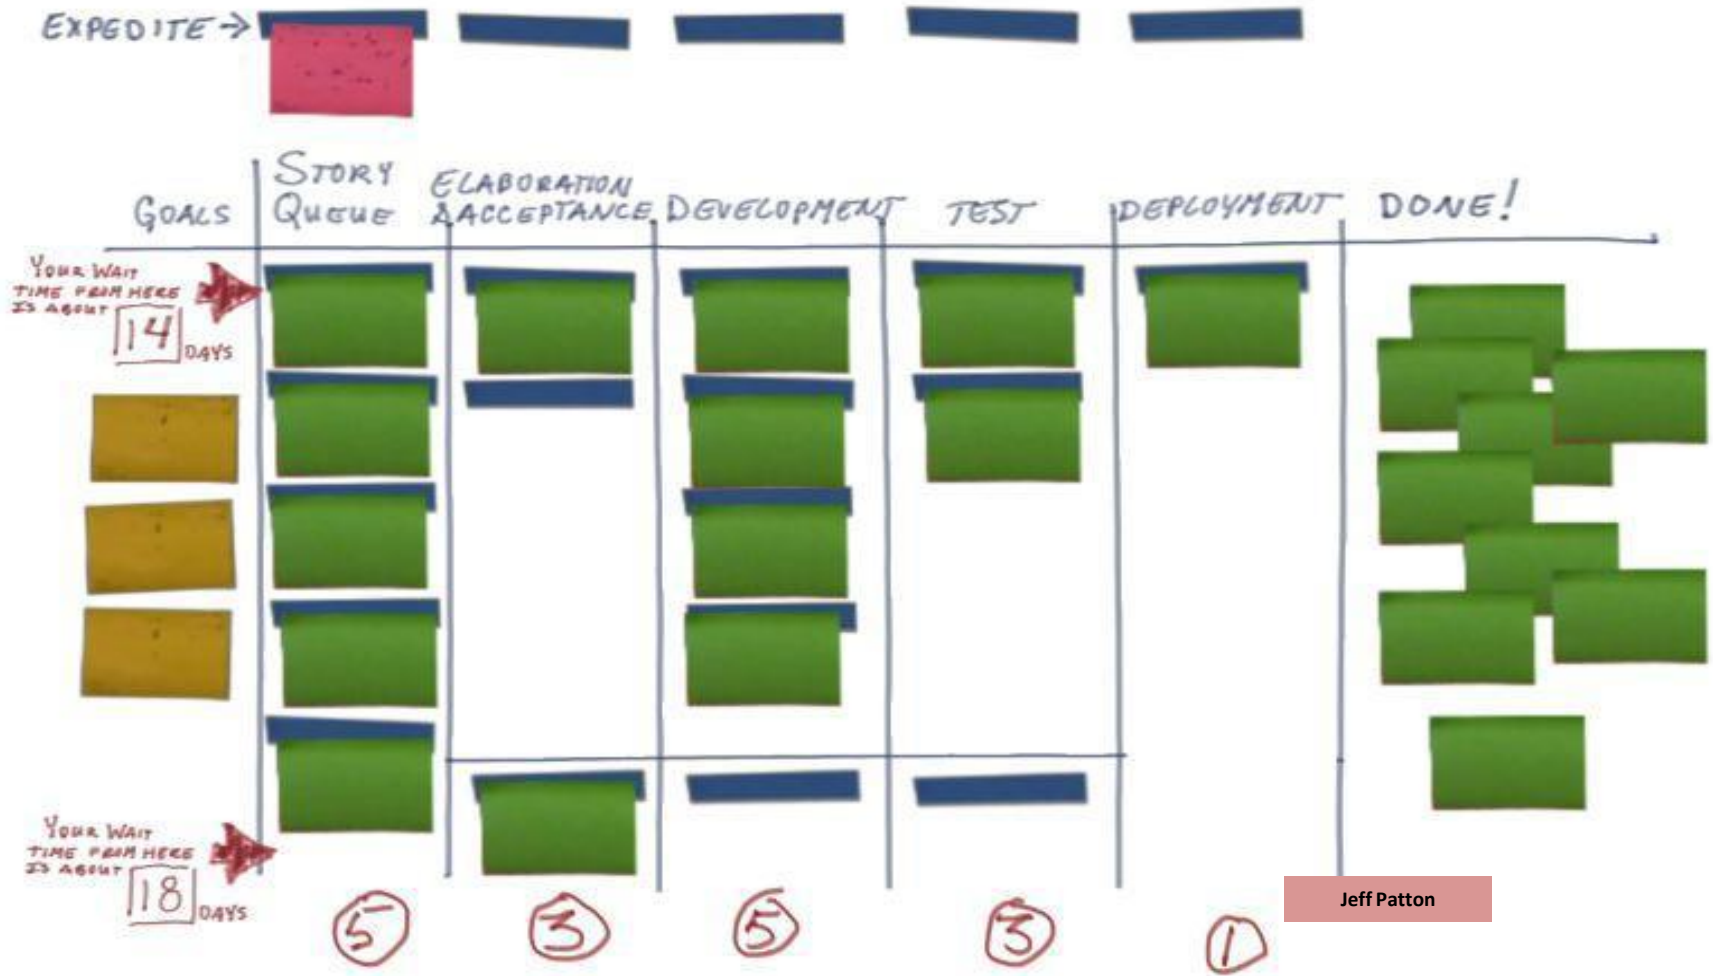 EXPEDITE →
GOALS
STORY
QUEUE
ELABORATION
& ACCEPTANCE
DEVELOPMENT
TEST
DEPLOYMENT
DONE!
YOUR WAIT
TIME FROM HERE
IS ABOUT
14
DAYS
YOUR WAIT
TIME FROM HERE
IS ABOUT
18
DAYS
5
3
5
3
1
Jeff Patton